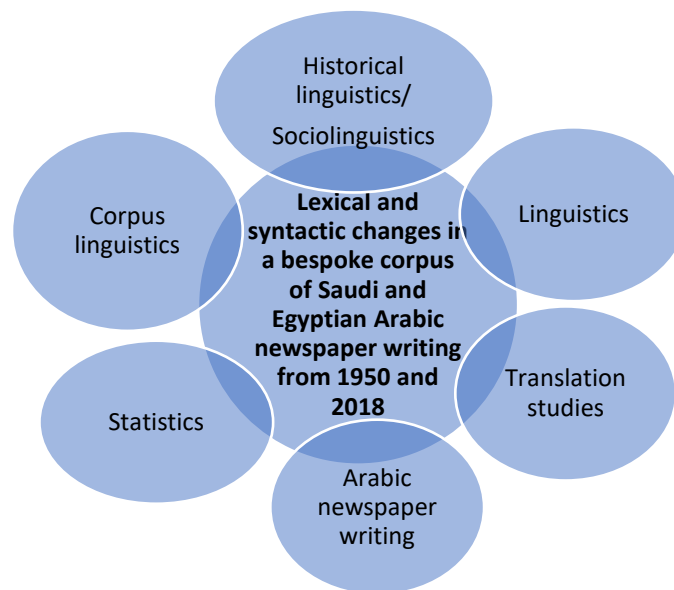 Historical
linguistics/
Sociolinguistics
Corpus
linguistics
Lexical and
syntactic changes in
a bespoke corpus
of Saudi and
Egyptian Arabic
newspaper writing
from 1950 and
2018
Linguistics
Statistics
Translation
studies
Arabic
newspaper
writing